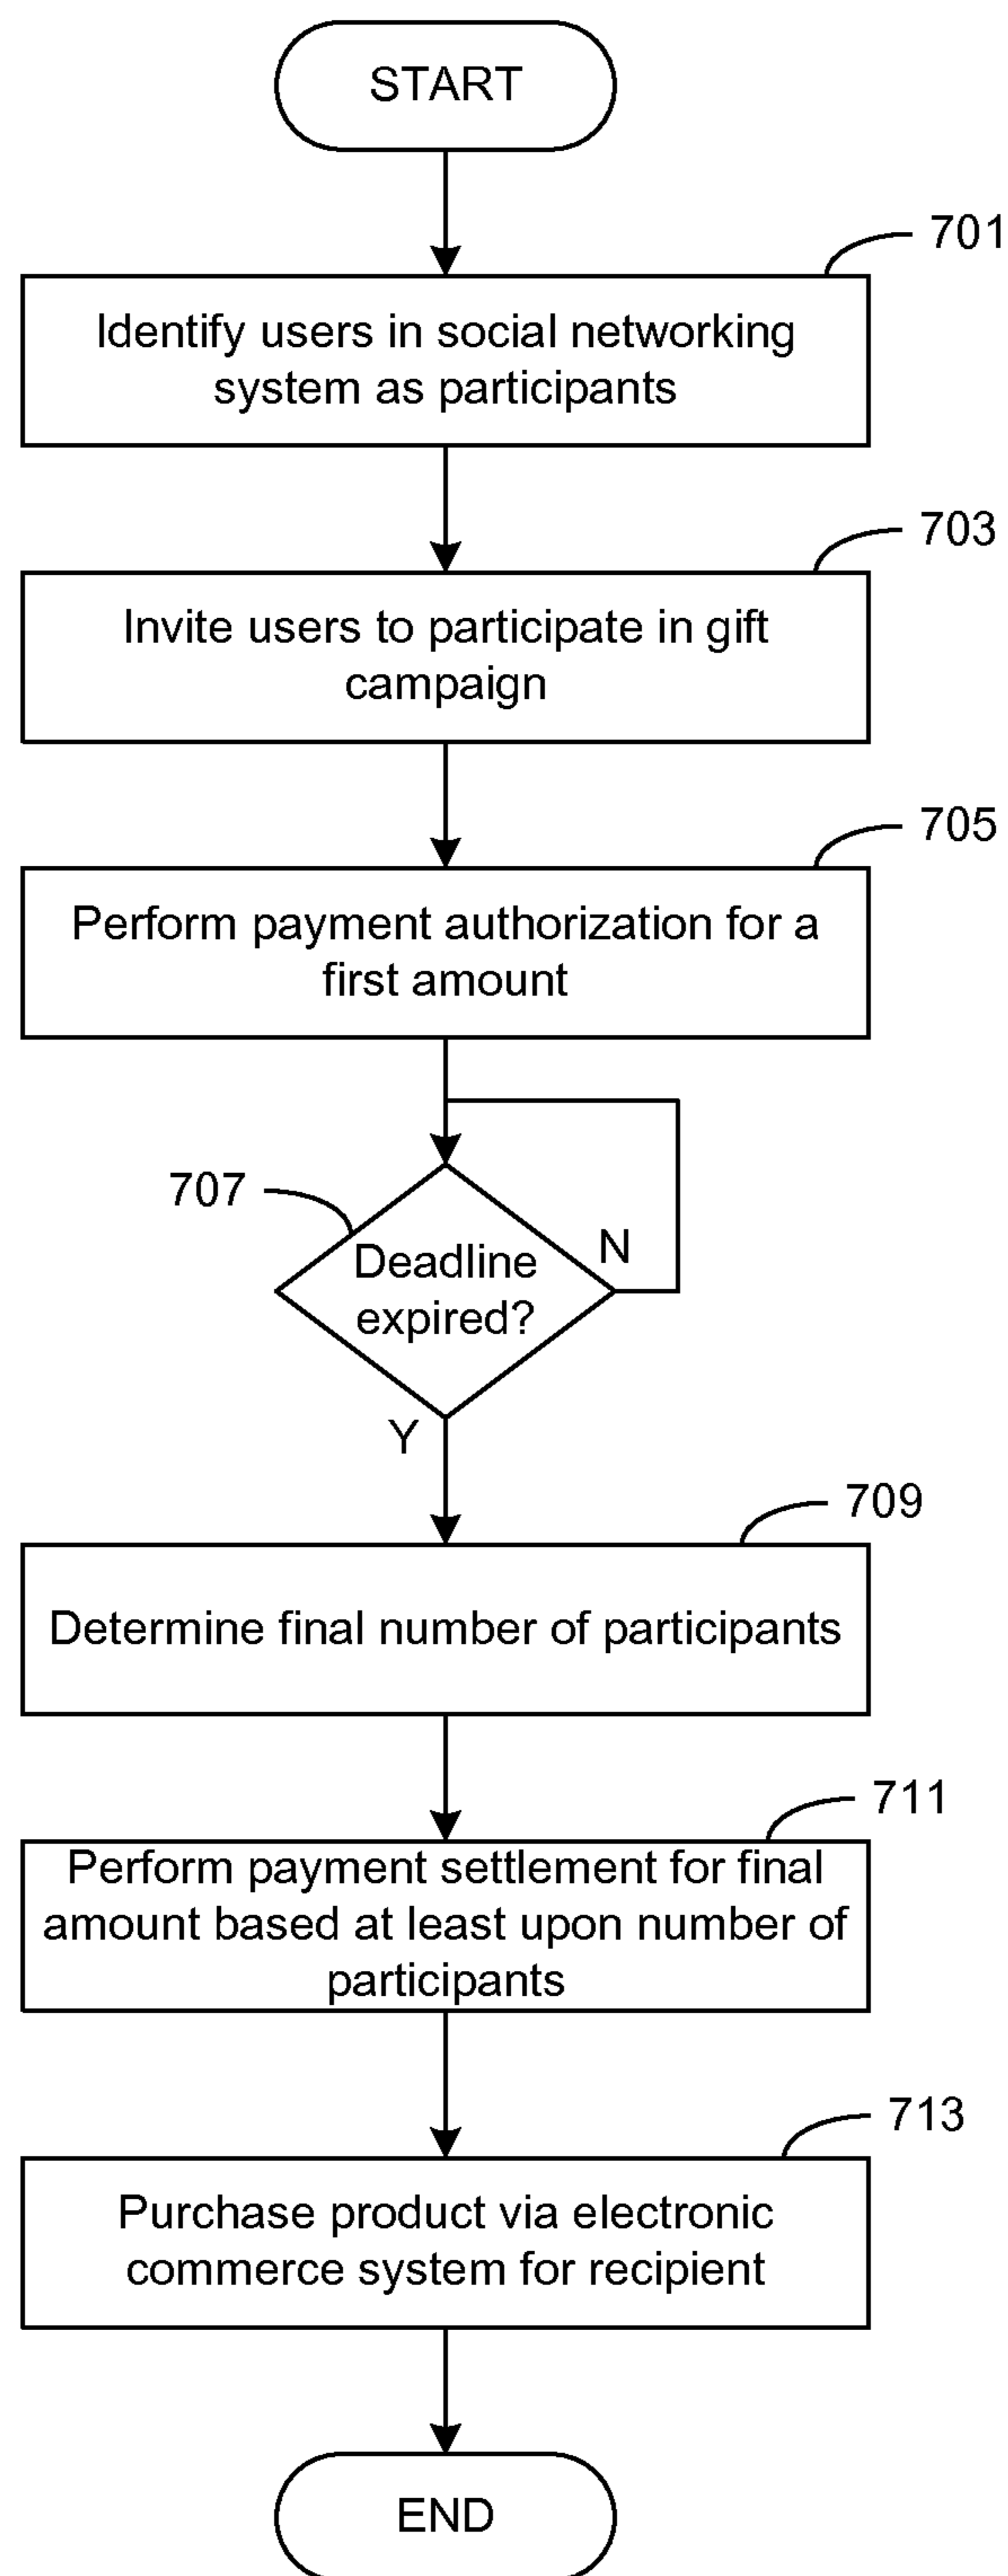 START
701
Identify users in social networking
system as participants
703
Invite users to participate in gift
campaign
705
Perform payment authorization for a
first amount
707
Deadline
expired?
N
Y
709
Determine final number of participants
711
Perform payment settlement for final
amount based at least upon number of
participants
713
Purchase product via electronic
commerce system for recipient
END